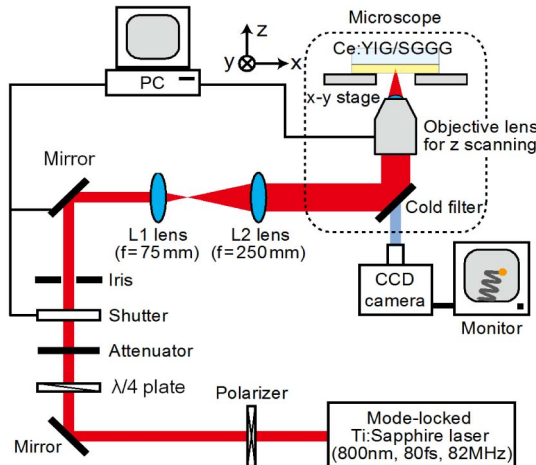 Microscope
z
y
x
Ce:YIG/SGGG
PC
x-y stage
Objective lens
for z scanning
Mirror
Cold filter
L1 lens
(f=75mm)
L2 lens
(f=250mm)
Iris
CCD
camera
Shutter
Monitor
Attenuator
λ/4 plate
Polarizer
Mirror
Mode-locked
Ti:Sapphire laser
(800nm, 80fs, 82MHz)